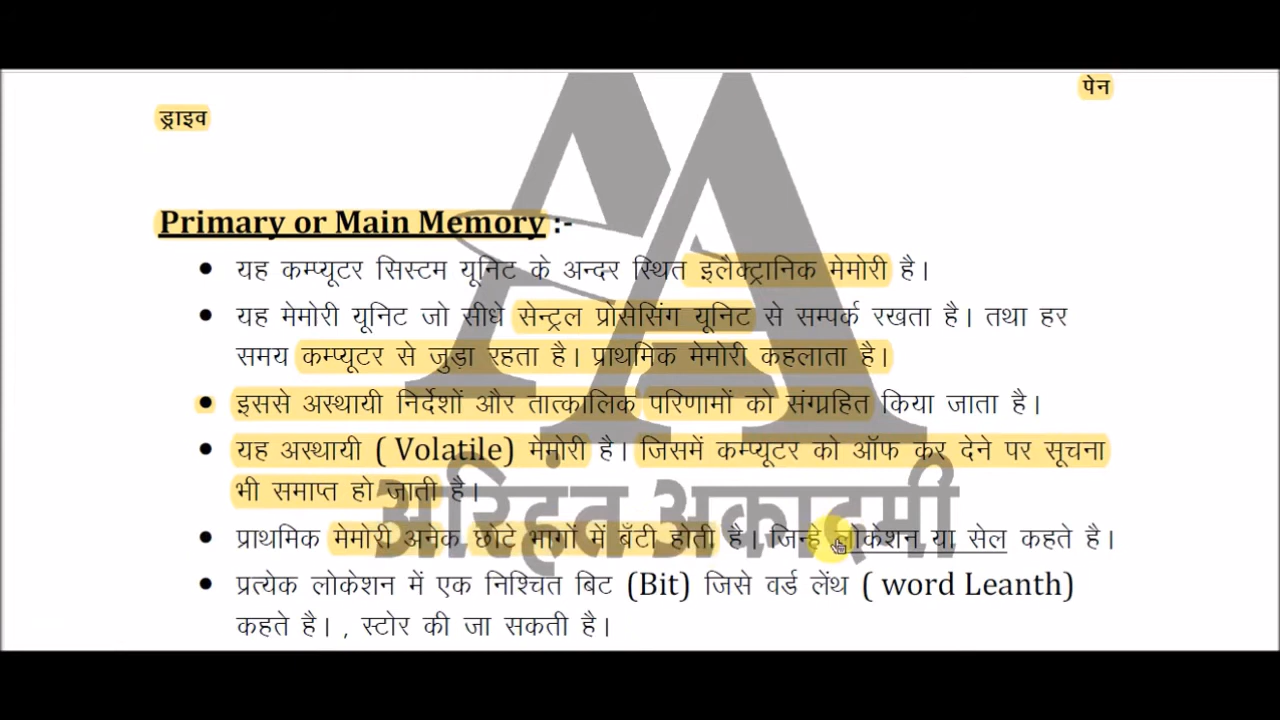 पेन
ड्राइव
Primary or Main Memory :-
• यह कम्प्यूटर सिस्टम यूनिट के अन्दर स्थित इलैक्ट्रानिक मेमोरी है।
• यह मेमोरी यूनिट जो सीधे सेन्ट्रल प्रोसेसिंग यूनिट से सम्पर्क रखता है। तथा हर
समय कम्प्यूटर से जुड़ा रहता है। प्राथमिक मेमोरी कहलाता है।
• इससे अस्थायी निर्देशों और तात्कालिक परिणामों को संग्रहित किया जाता है।
• यह अस्थायी ( Volatile) मेमोरी है। जिसमें कम्प्यूटर को ऑफ कर देने पर सूचना
भी समाप्त हो जाती है।
अरिहंत अकादमी
• प्राथमिक मेमोरी अनेक छोटे भागों में बँटी होती है। जिन्हे लोकेशन या सेल कहते है।
• प्रत्येक लोकेशन में एक निश्चित बिट (Bit) जिसे वर्ड लेंथ ( word Leanth)
कहते है। , स्टोर की जा सकती है।